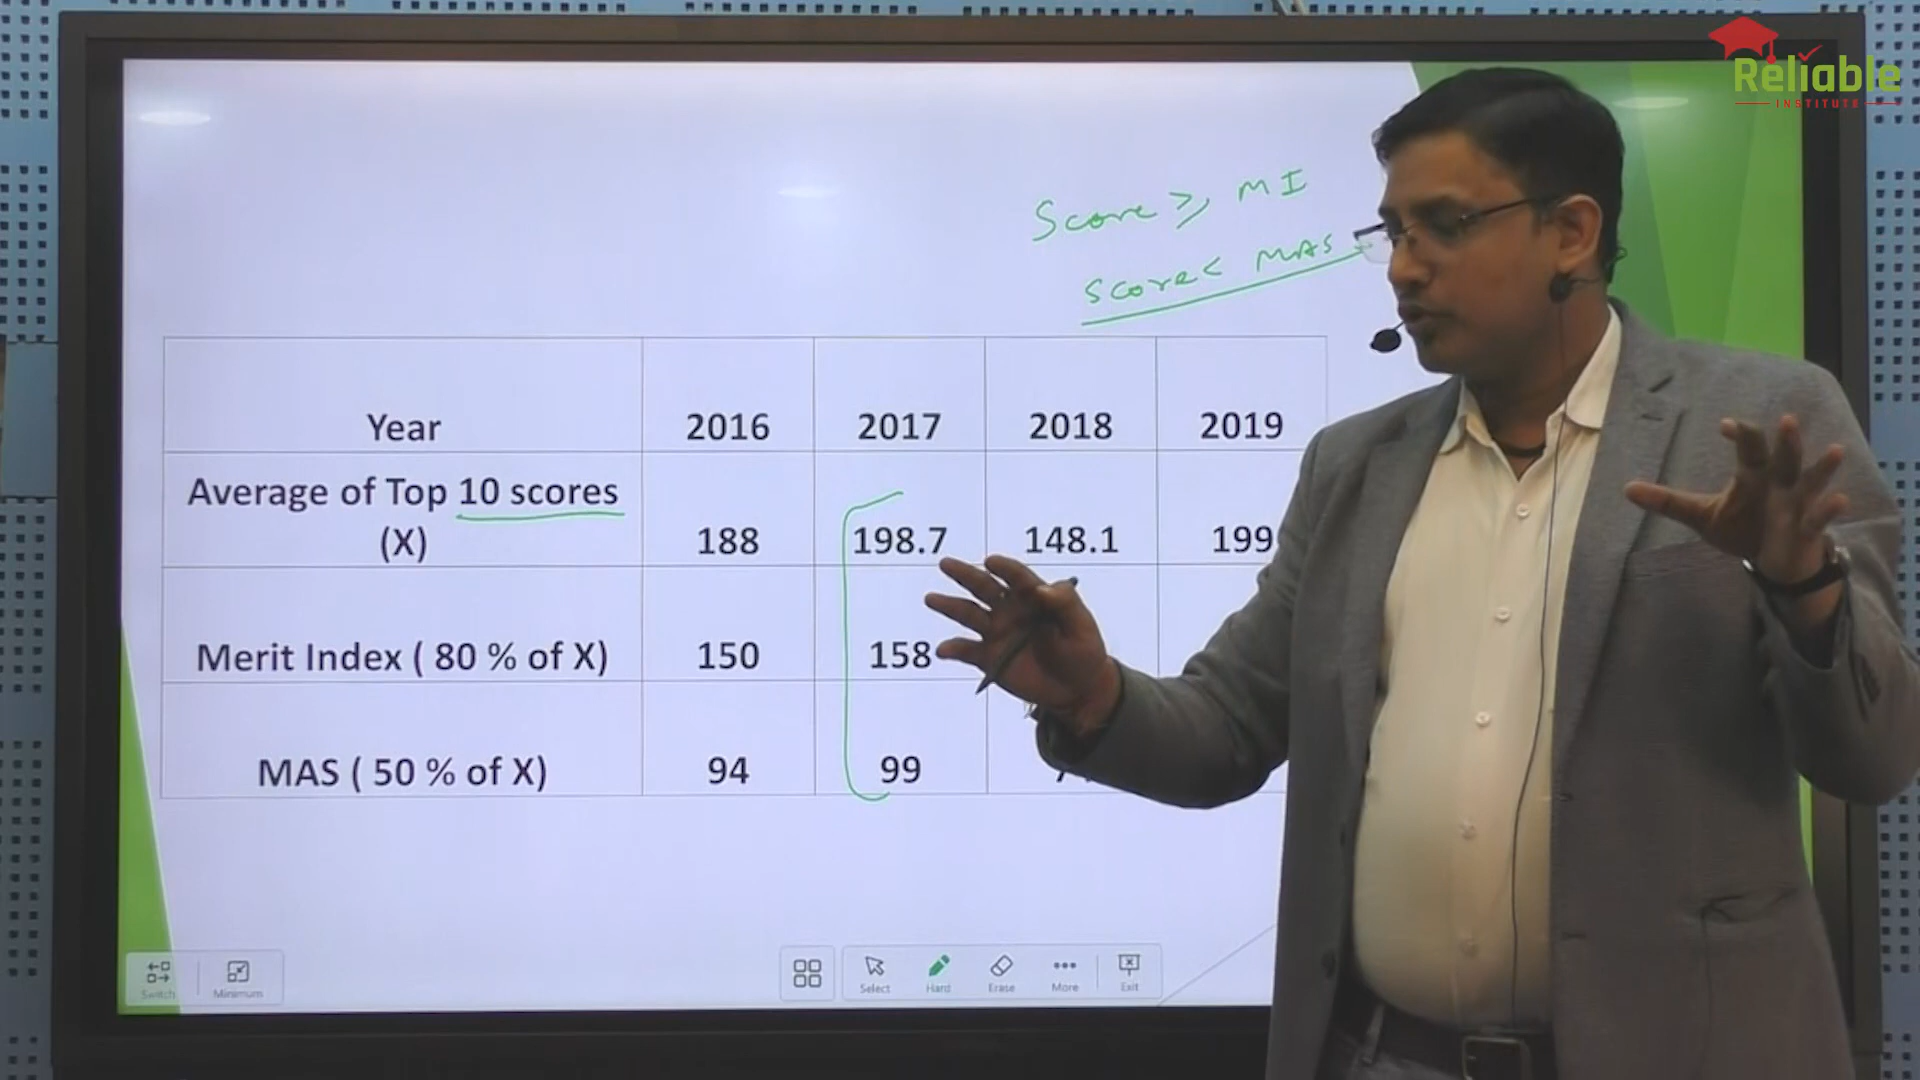 Reliable
INSTITUTE
Score ≥ MI
Score < MAS
Year 2016 2017 2018 2019
Average of Top 10 scores
(X) 188 198.7 148.1 199
Merit Index ( 80 % of X) 150 158
MAS ( 50 % of X) 94 99
Switch Minimum Select Hard Erase More Exit